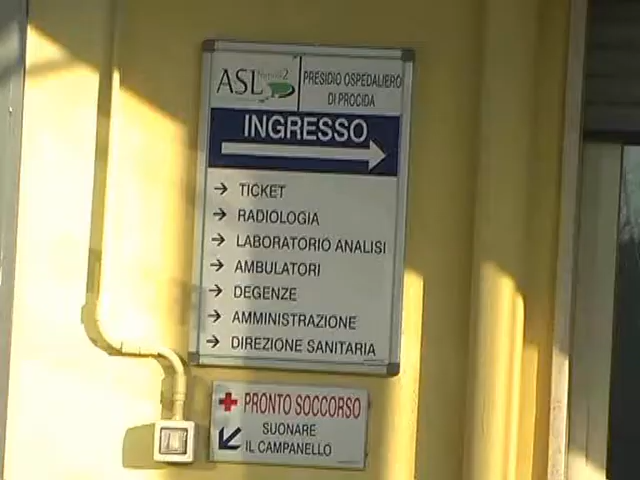 ASL Napoli 2
PRESIDIO OSPEDALIERO
DI PROCIDA
INGRESSO
TICKET
RADIOLOGIA
LABORATORIO ANALISI
AMBULATORI
DEGENZE
AMMINISTRAZIONE
DIREZIONE SANITARIA
PRONTO SOCCORSO
SUONARE
IL CAMPANELLO